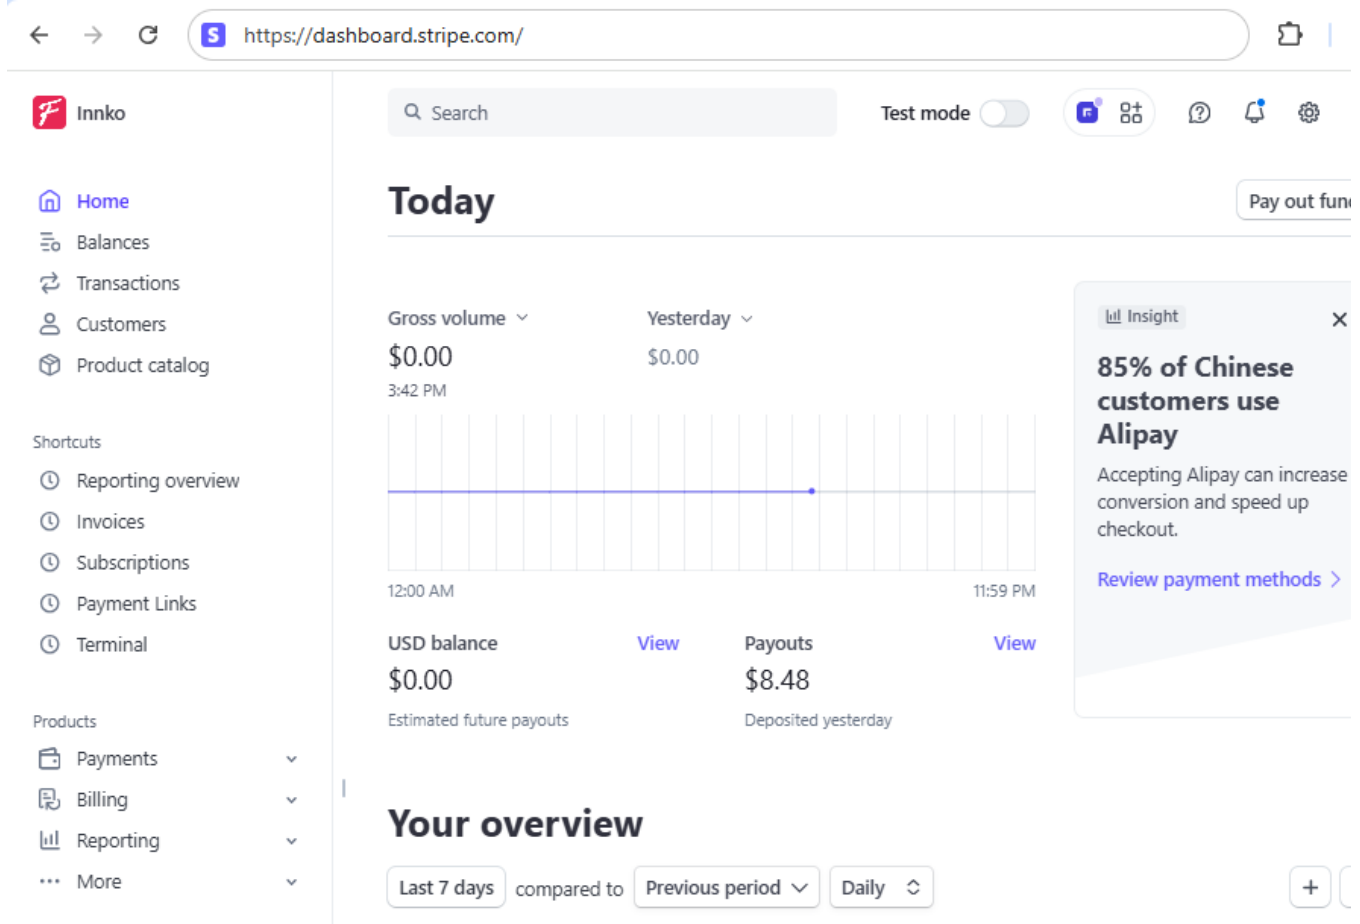 https://dashboard.stripe.com/
Innko
Search
Test mode
Home
Balances
Transactions
Customers
Product catalog
Shortcuts
Reporting overview
Invoices
Subscriptions
Payment Links
Terminal
Products
Payments
Billing
Reporting
More
Today
Pay out func
Gross volume
Yesterday
$0.00
$0.00
3:42 PM
12:00 AM
11:59 PM
USD balance
View
Payouts
View
$0.00
$8.48
Estimated future payouts
Deposited yesterday
Insight
85% of Chinese
customers use
Alipay
Accepting Alipay can increase
conversion and speed up
checkout.
Review payment methods
Your overview
Last 7 days compared to Previous period Daily